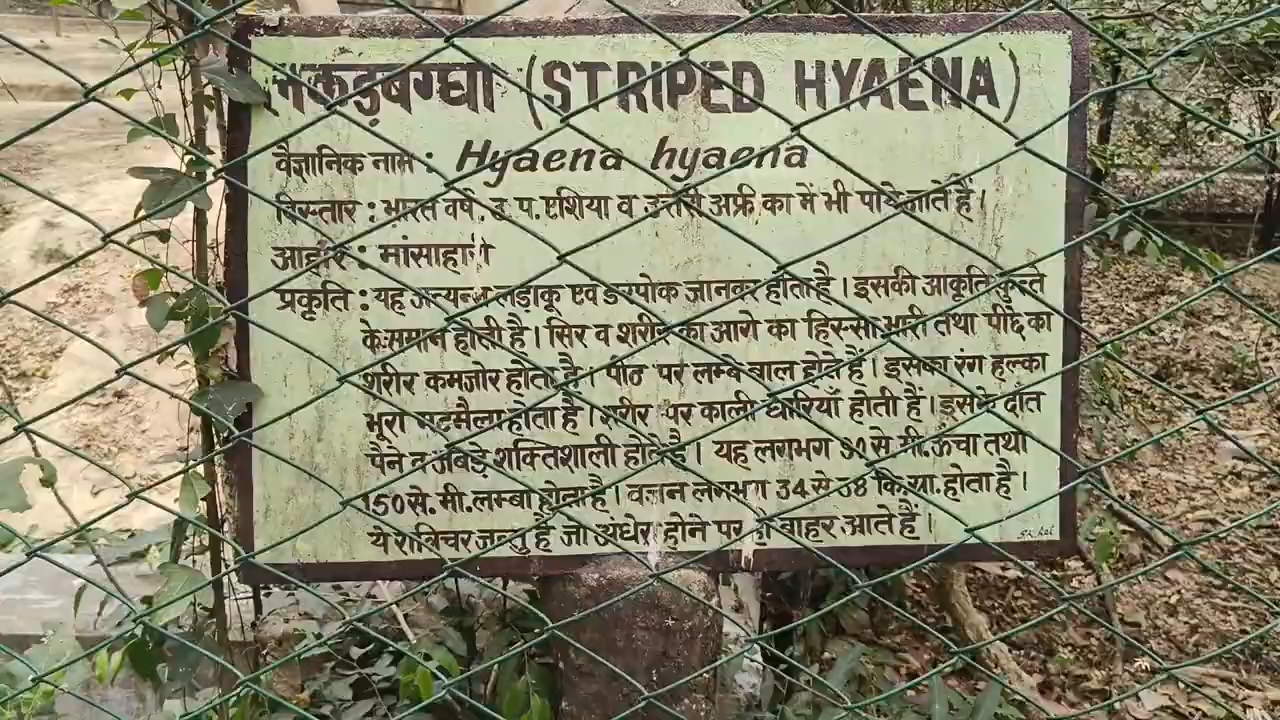 लकड़बग्घा (STRIPED HYAENA)
वैज्ञानिक नाम : Hyaena hyaena
विस्तार : भारत वर्ष, उ. प. एशिया व उत्तरी अफ्रीका में भी पाये जाते हैं।
आहार : मांसाहारी
प्रकृति : यह अत्यन्त लड़ाकू एवं डरपोक जानवर होता है। इसकी आकृति कुत्ते
के समान होती है। सिर व शरीर का आगे का हिस्सा भारी तथा पीछे का
शरीर कमजोर होता है। पीठ पर लम्बे बाल होते है। इसका रंग हल्का
भूरा मटमैला होता है। शरीर पर काली धारियाँ होती हैं। इसके दांत
पैने व जबड़े शक्तिशाली होते है। यह लगभग 90 से.मी. ऊंचा तथा
150 से. मी. लम्बा होता है। वजन लगभग 34 से 38 कि.ग्रा. होता है।
ये रात्रिचर जन्तु है जो अंधेरा होने पर ही बाहर आते हैं।